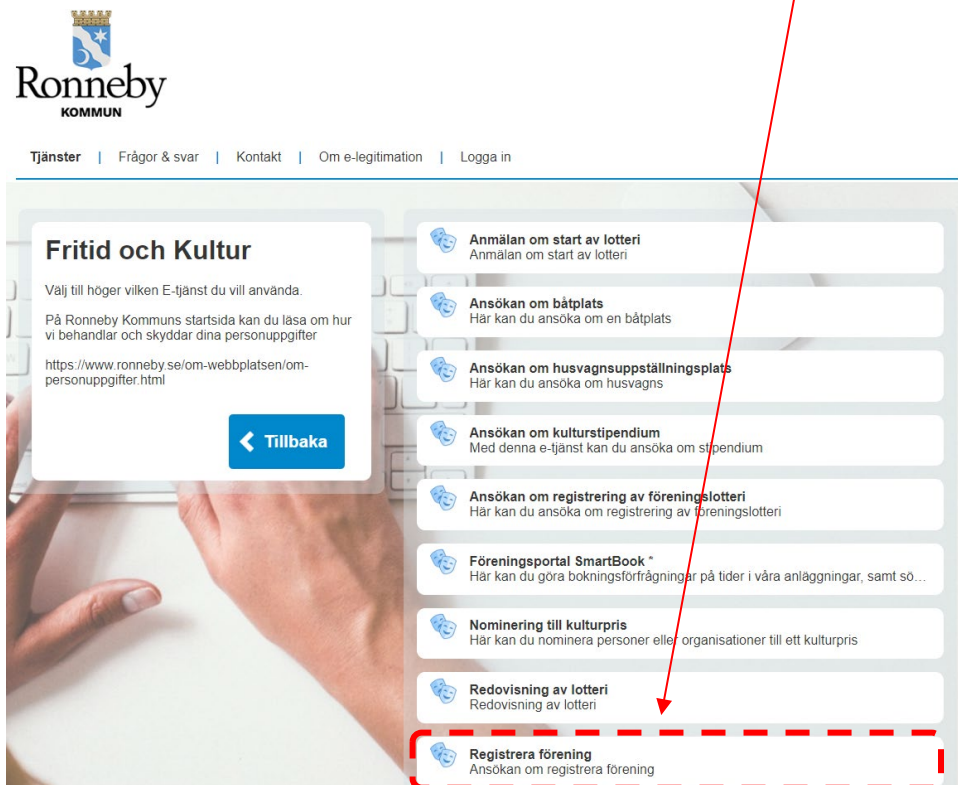 Ronneby
KOMMUN
Tjänster | Frågor & svar | Kontakt | Om e-legitimation | Logga in
Fritid och Kultur
Välj till höger vilken E-tjänst du vill använda.
På Ronneby Kommuns startsida kan du läsa om hur
vi behandlar och skyddar dina personuppgifter
https://www.ronneby.se/om-webbplatsen/om-
personuppgifter.html
Tillbaka
Anmälan om start av lotteri
Anmälan om start av lotteri
Ansökan om båtplats
Här kan du ansöka om en båtplats
Ansökan om husvagnsuppställningsplats
Här kan du ansöka om husvagns
Ansökan om kulturstipendium
Med denna e-tjänst kan du ansöka om stipendium
Ansökan om registrering av föreningslotteri
Här kan du ansöka om registrering av föreningslotteri
Föreningsportal SmartBook *
Här kan du göra bokningsförfrågningar på tider i våra anläggningar, samt sö...
Nominering till kulturpris
Här kan du nominera personer eller organisationer till ett kulturpris
Redovisning av lotteri
Redovisning av lotteri
Registrera förening
Ansökan om registrera förening